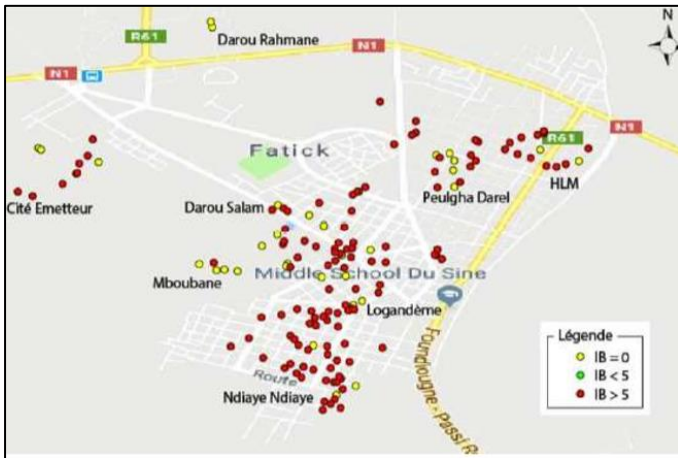 Darou Rahmane
N
R61
N1
N1
N1
R61
Fatick
HLM
Peulgha Darel
Cité Emetteur
Darou Salam
Mboubane
Middle School Du Sine
Logandème
Foundiougne - Passi R
Route
Ndiaye Ndiaye
Légende
IB = 0
IB < 5
IB > 5